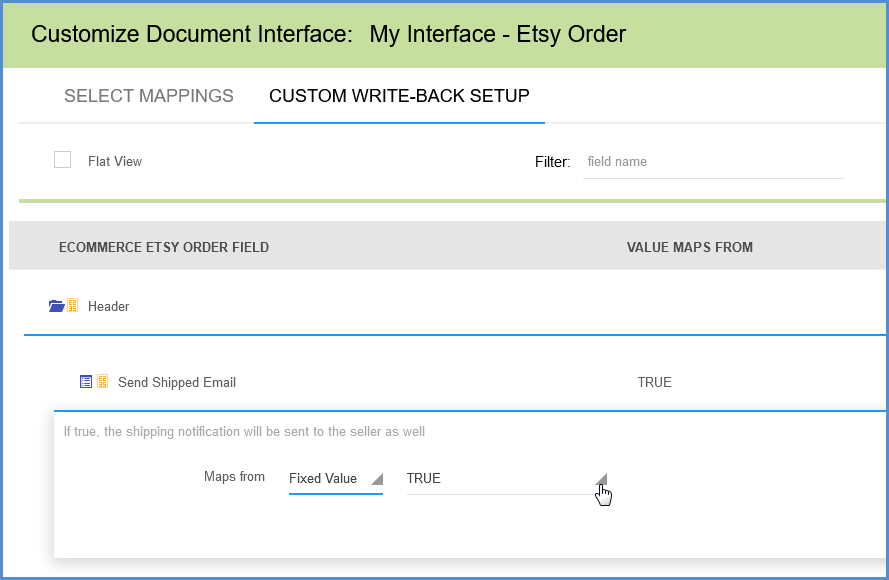 Customize Document Interface: My Interface - Etsy Order
SELECT MAPPINGS CUSTOM WRITE-BACK SETUP
Flat View Filter: field name
ECOMMERCE ETSY ORDER FIELD VALUE MAPS FROM
Header
Send Shipped Email TRUE
If true, the shipping notification will be sent to the seller as well
Maps from Fixed Value TRUE